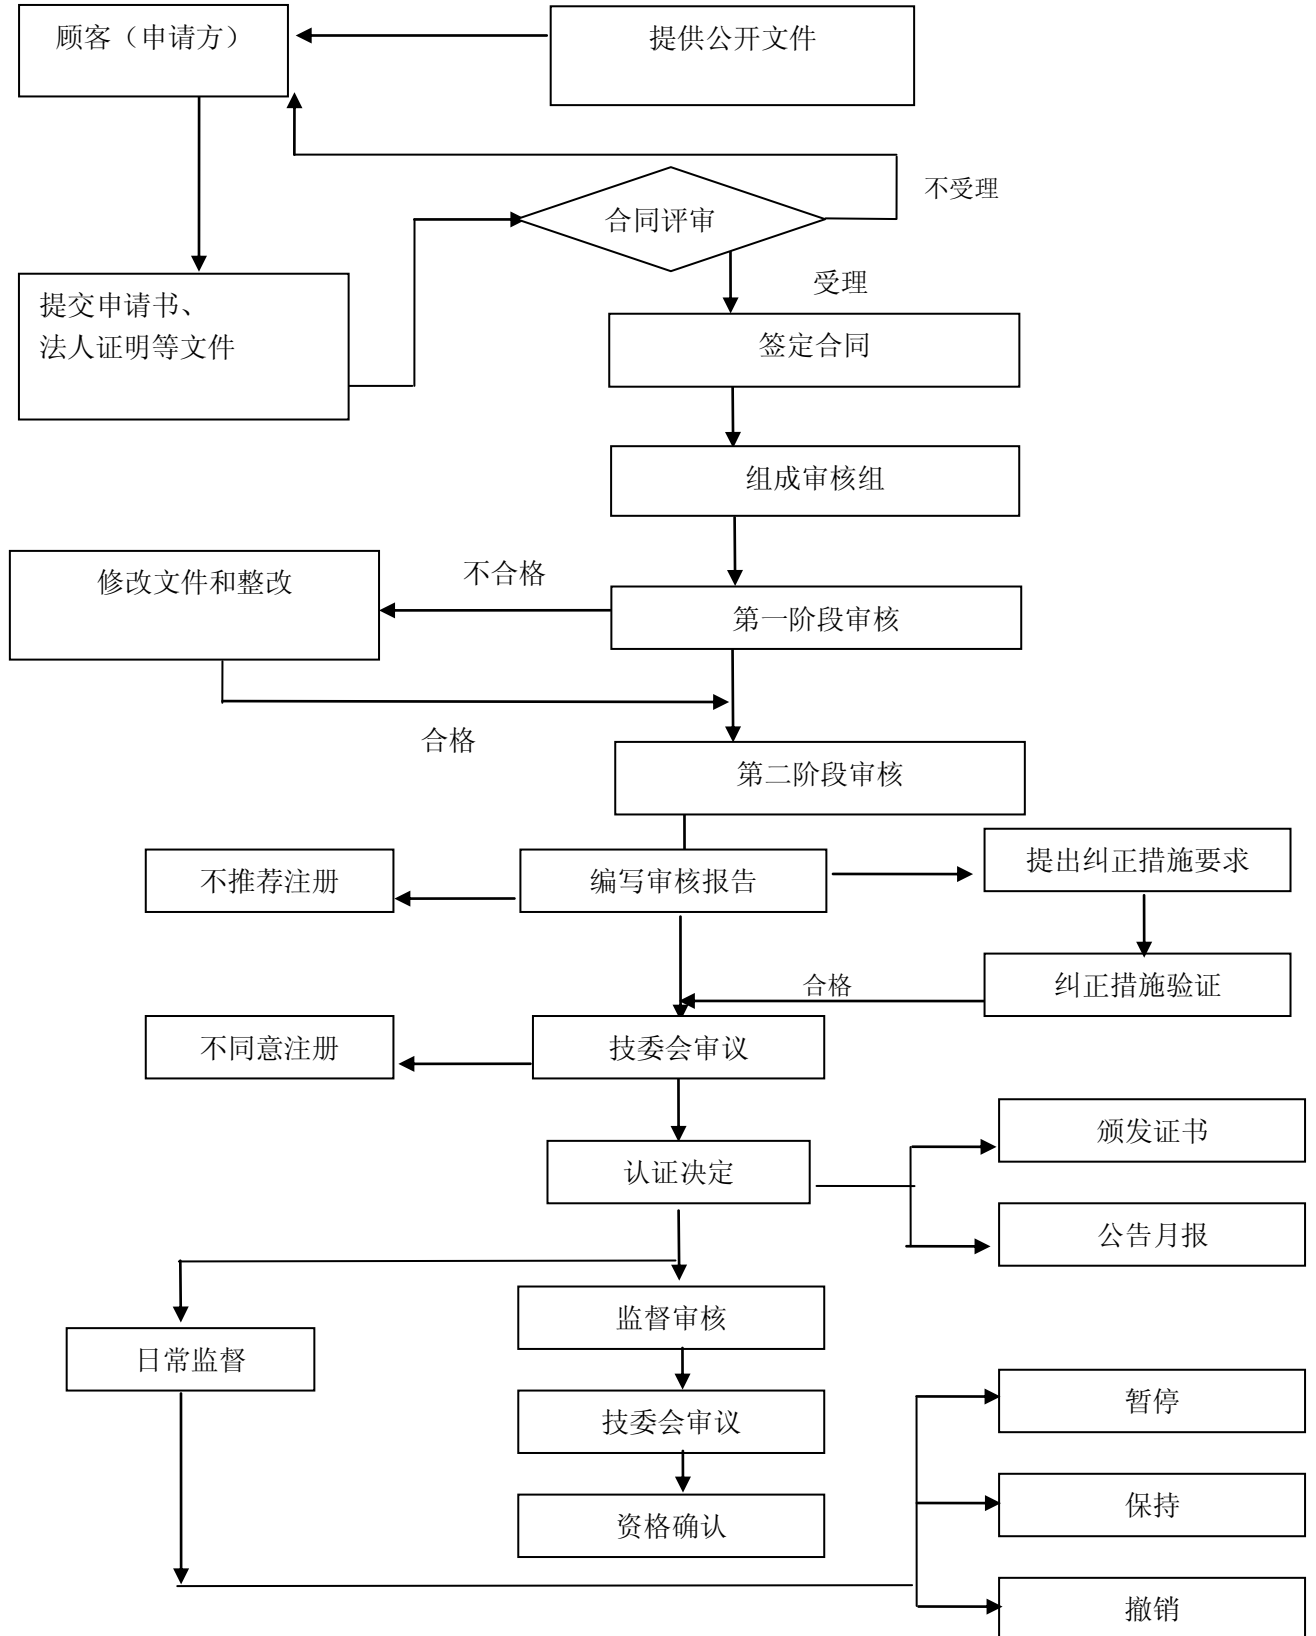 顾客（申请方）
提供公开文件
不受理
合同评审
受理
提交申请书、
法人证明等文件
签定合同
组成审核组
不合格
修改文件和整改
第一阶段审核
合格
第二阶段审核
提出纠正措施要求
不推荐注册
编写审核报告
合格
纠正措施验证
不同意注册
技委会审议
颁发证书
认证决定
公告月报
监督审核
日常监督
暂停
技委会审议
保持
资格确认
撤销